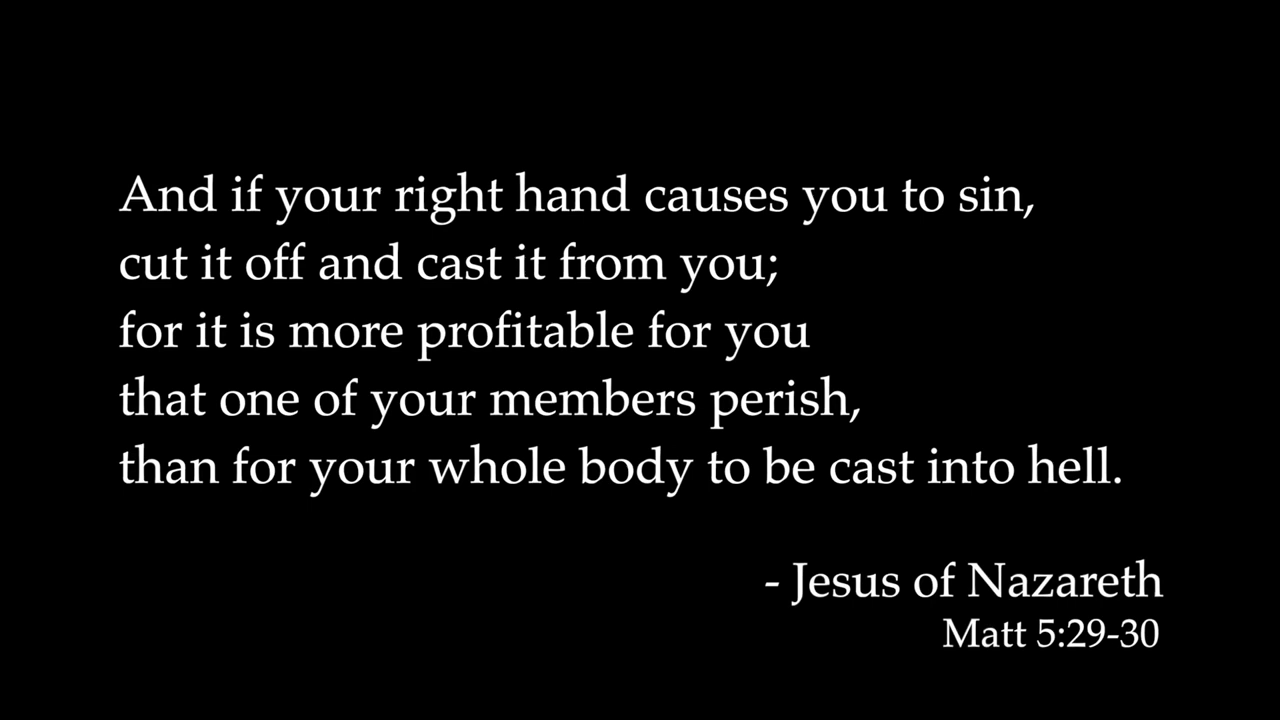 And if your right hand causes you to sin,
cut it off and cast it from you;
for it is more profitable for you
that one of your members perish,
than for your whole body to be cast into hell.
- Jesus of Nazareth
Matt 5:29-30